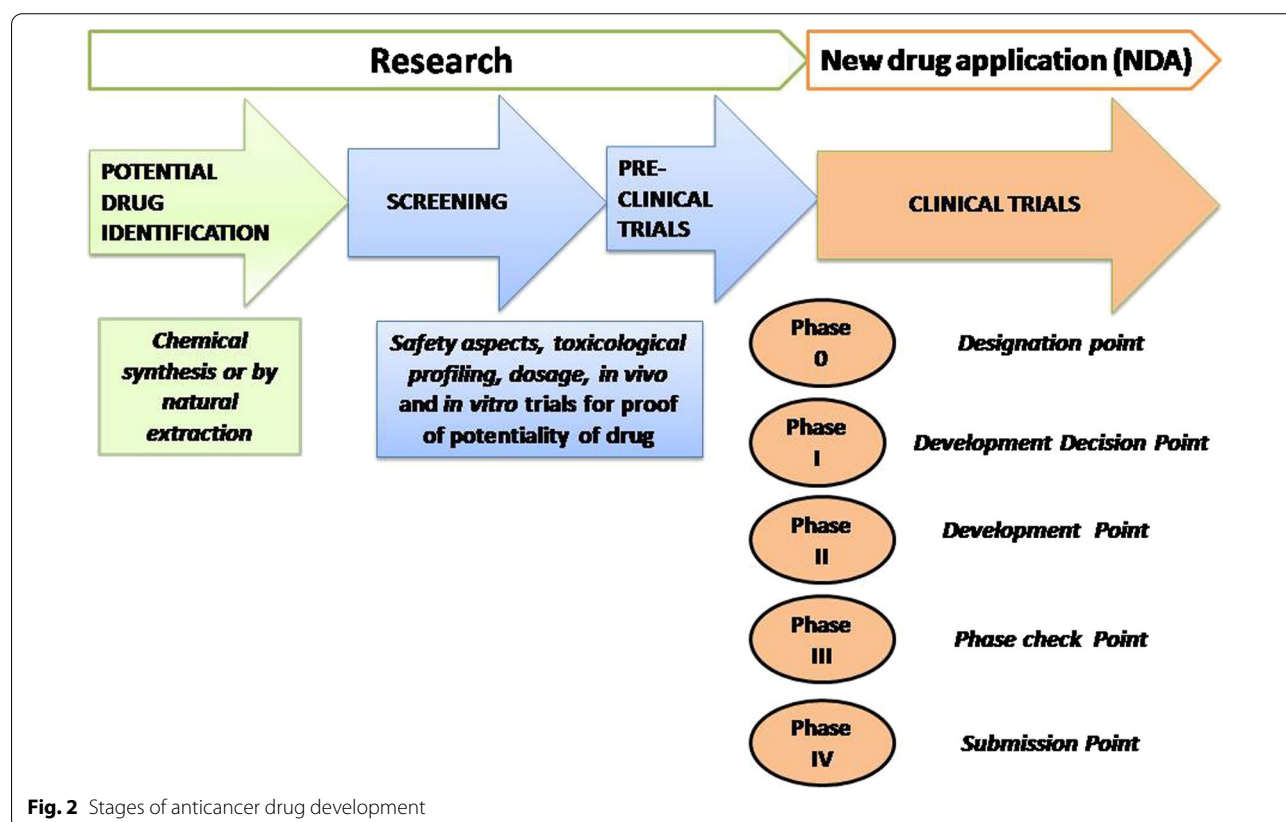 Research
New drug application (NDA)
POTENTIAL
DRUG
IDENTIFICATION
SCREENING
PRE-
CLINICAL
TRIALS
CLINICAL TRIALS
Chemical
synthesis or by
natural
extraction
Safety aspects, toxicological
profiling, dosage, in vivo
and in vitro trials for proof
of potentiality of drug
Phase
0
Designation point
Phase
I
Development Decision Point
Phase
II
Development Point
Phase
III
Phase check Point
Phase
IV
Submission Point
Fig. 2 Stages of anticancer drug development